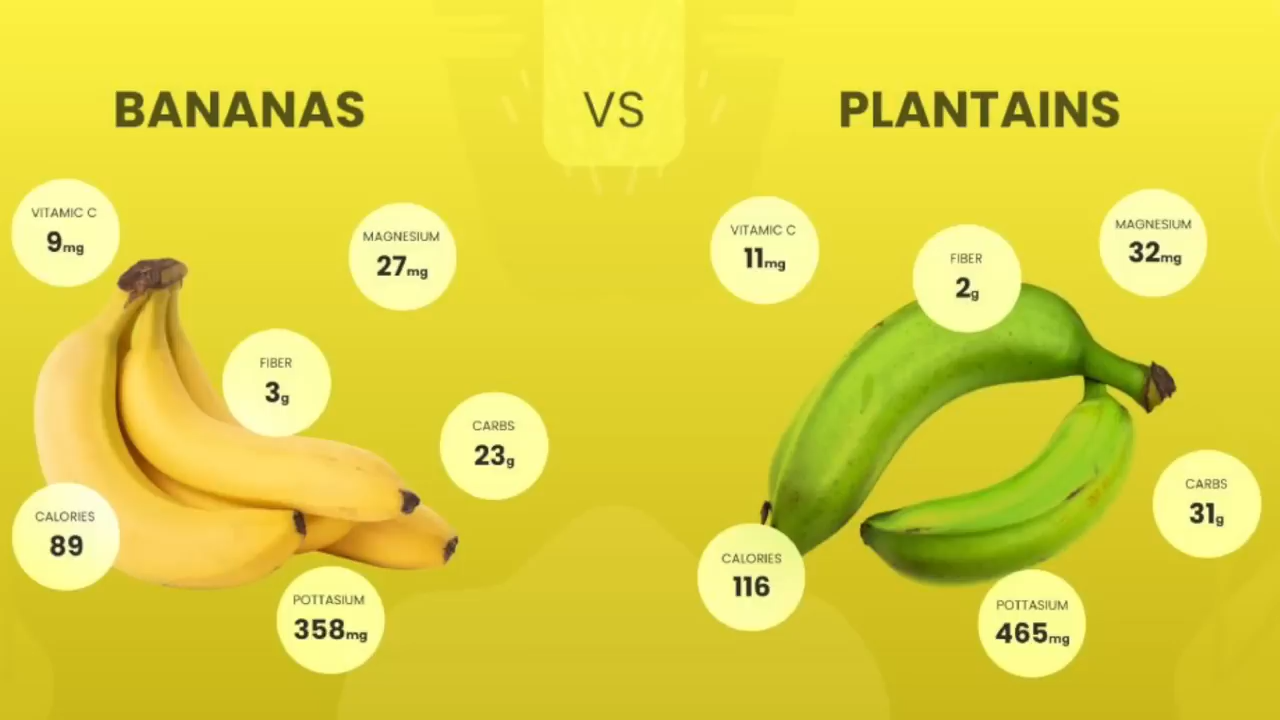 BANANAS
VS
PLANTAINS
VITAMIC C
9mg
MAGNESIUM
27mg
FIBER
3g
CARBS
23g
CALORIES
89
POTTASIUM
358mg
VITAMIC C
11mg
FIBER
2g
MAGNESIUM
32mg
CARBS
31g
CALORIES
116
POTTASIUM
465mg